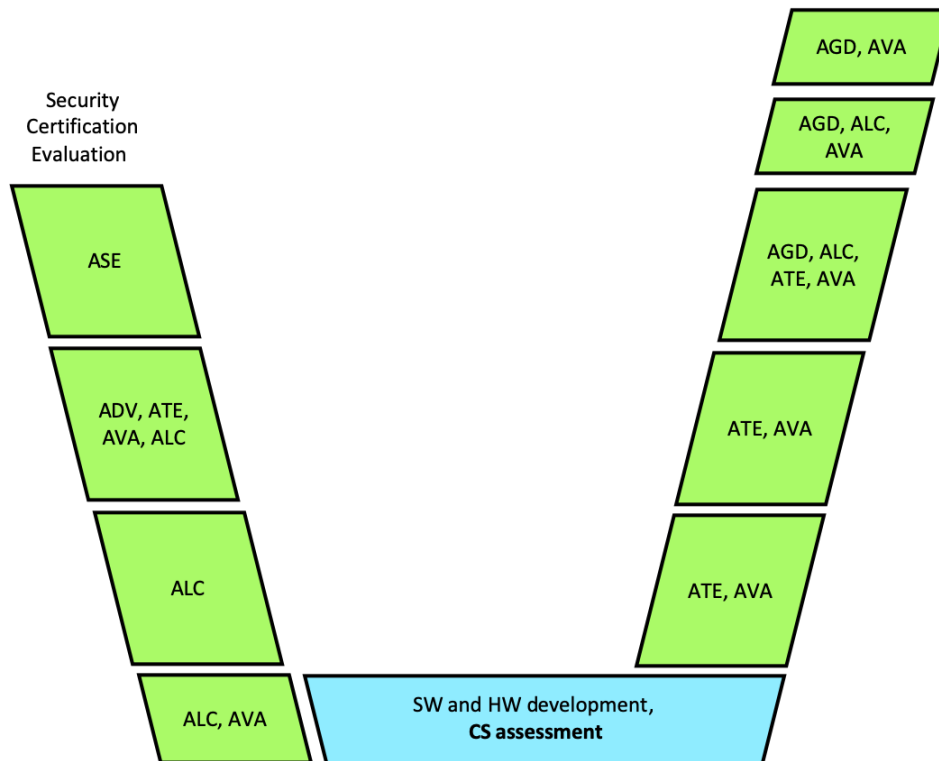 Security
Certification
Evaluation
ASE
ADV, ATE,
AVA, ALC
ALC
ALC, AVA
SW and HW development,
CS assessment
ATE, AVA
ATE, AVA
AGD, ALC,
ATE, AVA
AGD, ALC,
AVA
AGD, AVA